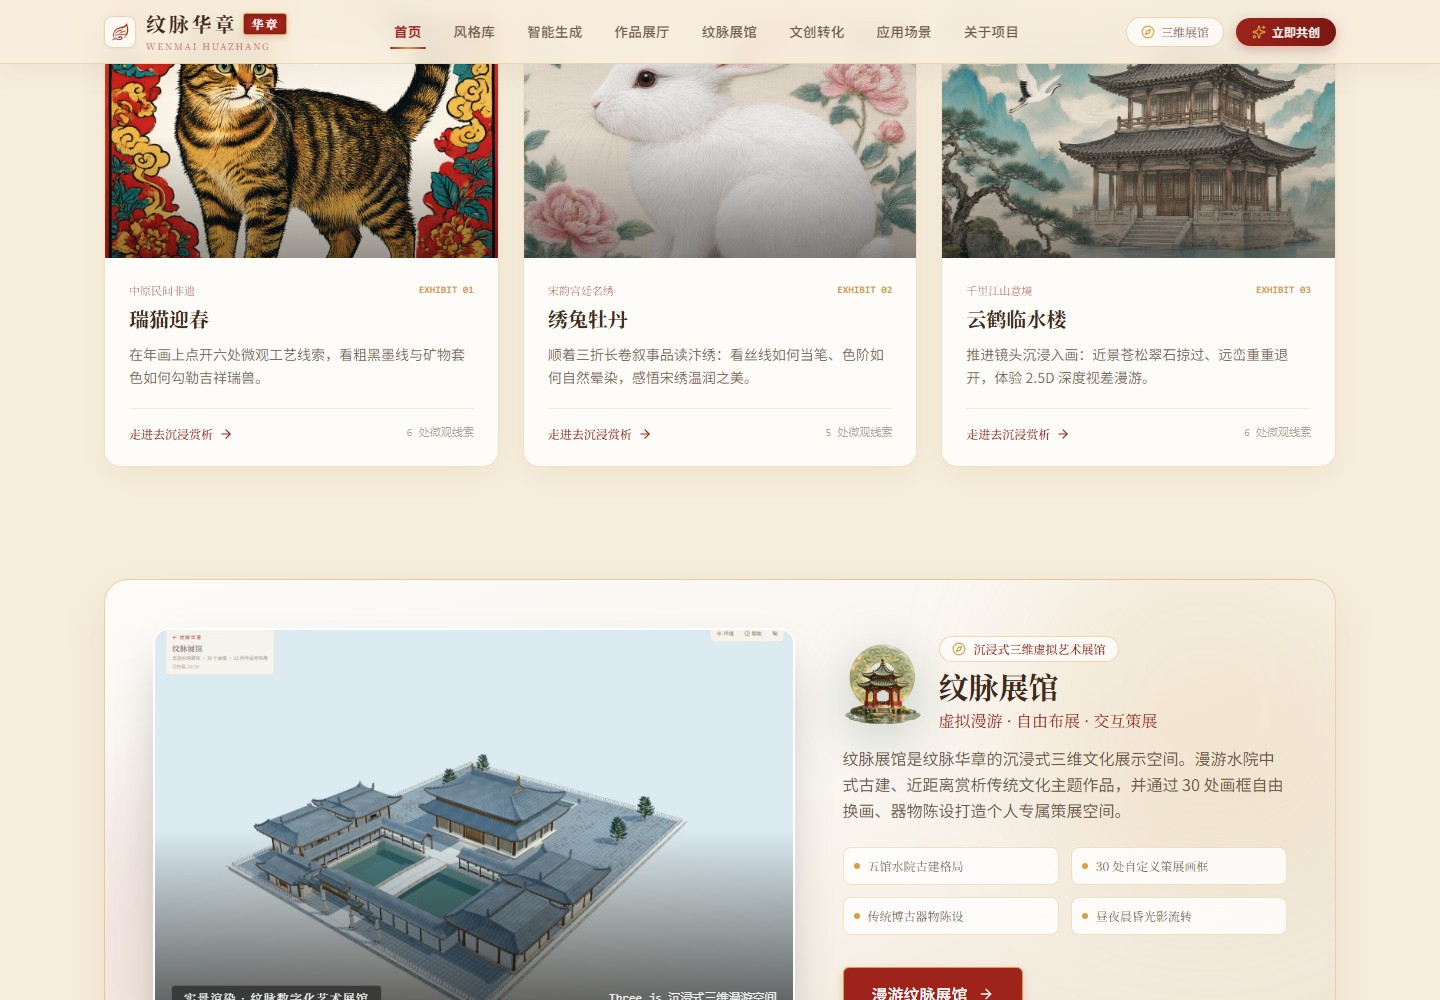 纹脉华章 华章
WENMAI HUAZHANG
首页 风格库 智能生成 作品展厅 纹脉展馆 文创转化 应用场景 关于项目
三维展馆
立即共创
中原民间非遗 EXHIBIT 01
瑞猫迎春
在年画上点开六处微观工艺线索，看粗黑墨线与矿物套
色如何勾勒吉祥瑞兽。
走进去沉浸赏析 → 6 处微观线索
宋韵宫廷名绣 EXHIBIT 02
绣兔牡丹
顺着三折长卷叙事品读汴绣：看丝线如何当笔、色阶如
何自然晕染，感悟宋绣温润之美。
走进去沉浸赏析 → 5 处微观线索
千里江山意境 EXHIBIT 03
云鹤临水楼
推进镜头沉浸入画：近景苍松翠石掠过、远峦重重退
开，体验 2.5D 深度视差漫游。
走进去沉浸赏析 → 6 处微观线索
纹脉华章
纹脉展馆
实景渲染 · 纹脉数字化艺术展馆
Three.js 沉浸式三维漫游空间
沉浸式三维虚拟艺术展馆
纹脉展馆
虚拟漫游 · 自由布展 · 交互策展
纹脉展馆是纹脉华章的沉浸式三维文化展示空间。漫游水院中
式古建、近距离赏析传统文化主题作品，并通过 30 处画框自由
换画、器物陈设打造个人专属策展空间。
五馆水院古建格局
30 处自定义策展画框
传统博古器物陈设
昼夜晨昏光影流转
漫游纹脉展馆 →